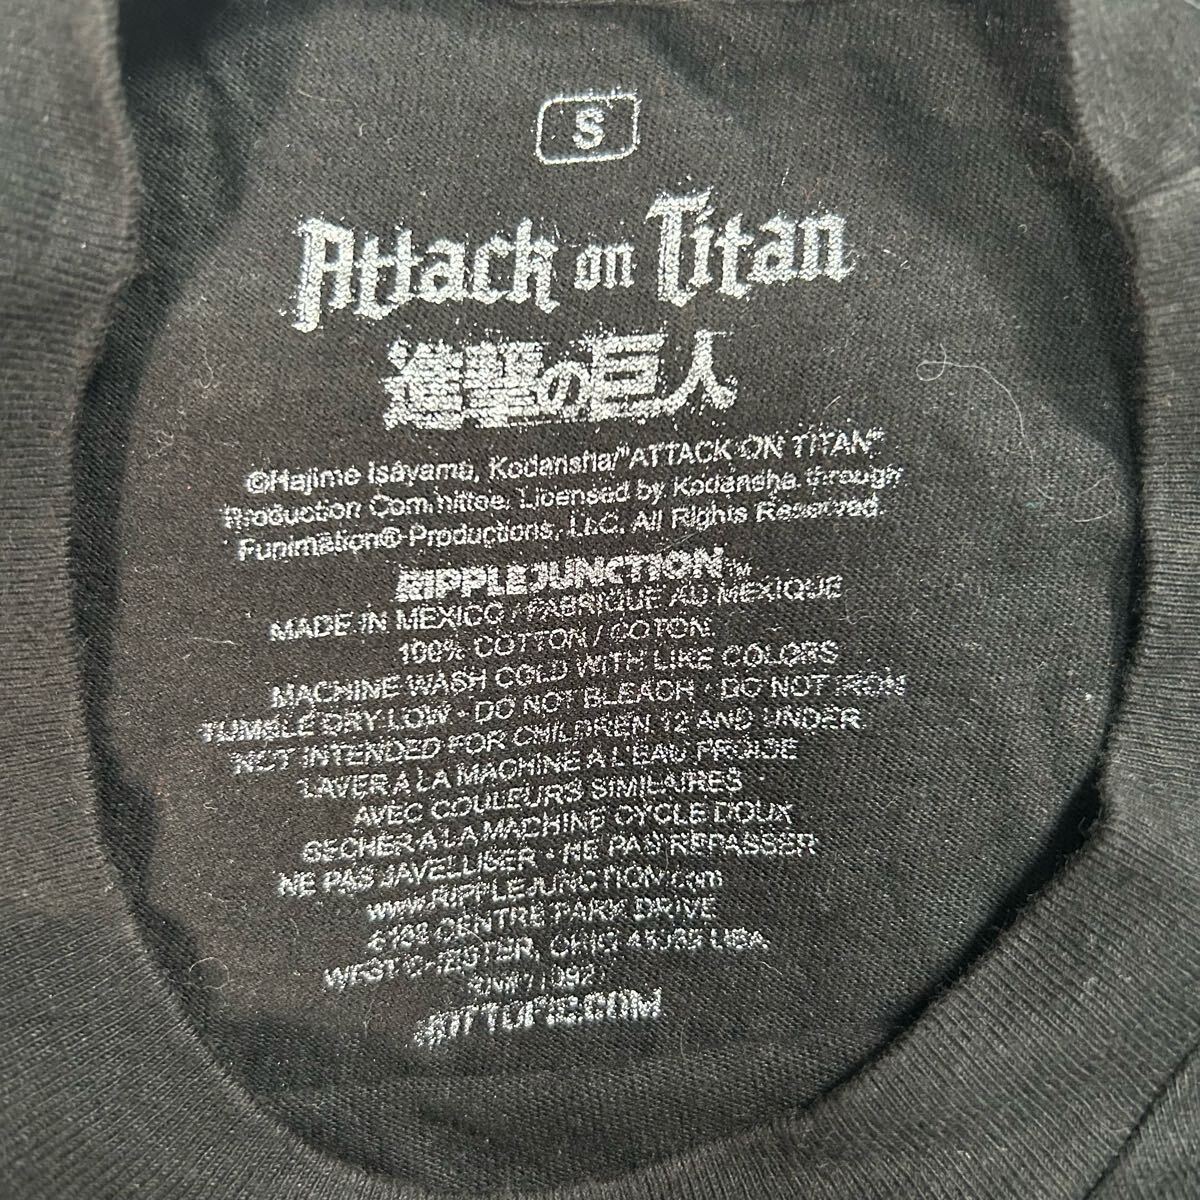 S
Attack on Titan
進撃の巨人
©Hajime Isayama, Kodansha/"ATTACK ON TITAN"
Production Committee. Licensed by Kodansha through
Funimation® Productions, LLC. All Rights Reserved.
RIPPLE JUNCTION™
MADE IN MEXICO / FABRIQUE AU MEXIQUE
100% COTTON / COTON
MACHINE WASH COLD WITH LIKE COLORS
TUMBLE DRY LOW • DO NOT BLEACH • DO NOT IRON
NOT INTENDED FOR CHILDREN 12 AND UNDER
LAVER A LA MACHINE A L'EAU FROIDE
AVEC COULEURS SIMILAIRES
SECHER A LA MACHINE CYCLE DOUX
NE PAS JAVELLISER • NE PAS REPASSER
www.RIPPLEJUNCTION.com
CENTRE PARK DRIVE
WEST CHESTER, OHIO 45069 USA